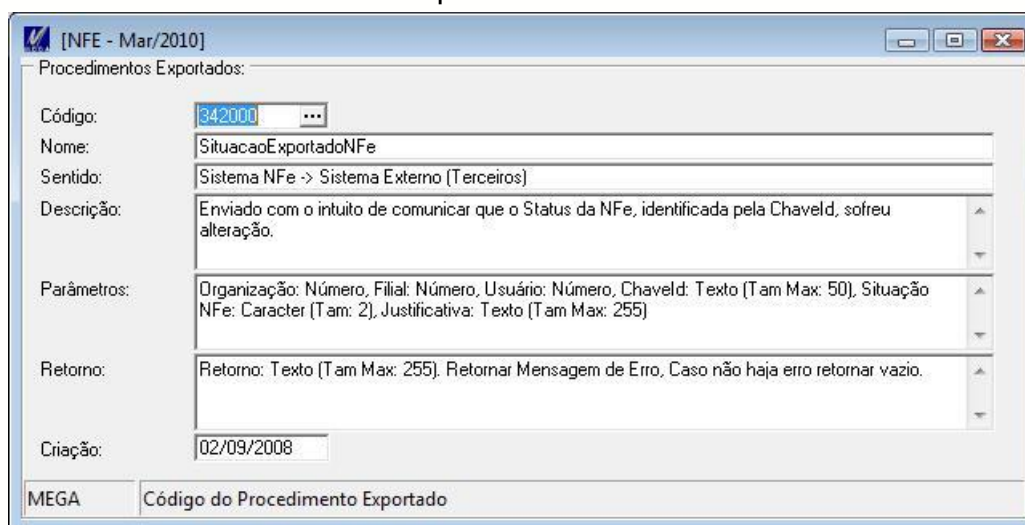 [NFE - Mar/2010]
Procedimentos Exportados:
Código: 342000 ...
Nome: SituacaoExportadoNFe
Sentido: Sistema NFe -> Sistema Externo (Terceiros)
Descrição: Enviado com o intuito de comunicar que o Status da NFe, identificada pela ChaveId, sofreu
alteração.
Parâmetros: Organização: Número, Filial: Número, Usuário: Número, ChaveId: Texto (Tam Max: 50), Situação
NFe: Caracter (Tam: 2), Justificativa: Texto (Tam Max: 255)
Retorno: Retorno: Texto (Tam Max: 255). Retornar Mensagem de Erro, Caso não haja erro retornar vazio.
Criação: 02/09/2008
MEGA Código do Procedimento Exportado